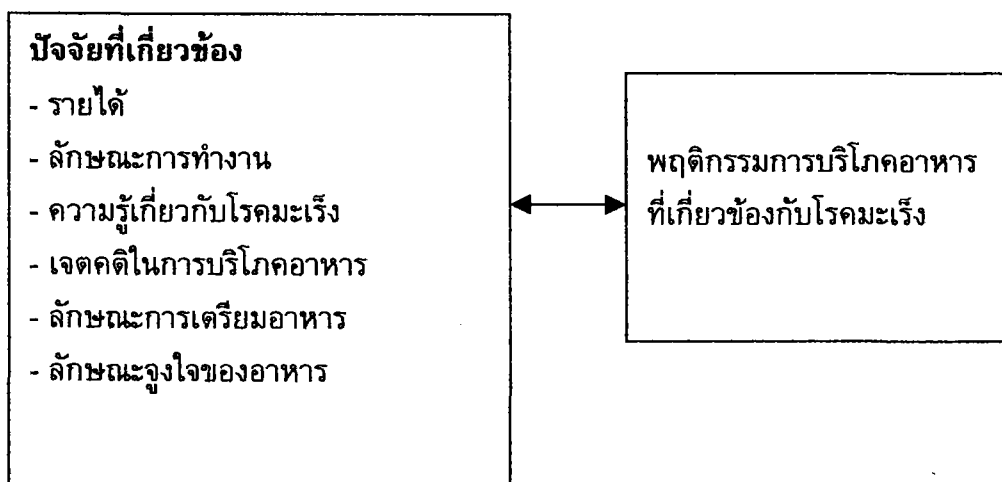 ปัจจัยที่เกี่ยวข้อง
- รายได้
- ลักษณะการทำงาน
- ความรู้เกี่ยวกับโรคมะเร็ง
- เจตคติในการบริโภคอาหาร
- ลักษณะการเตรียมอาหาร
- ลักษณะจูงใจของอาหาร
พฤติกรรมการบริโภคอาหาร
ที่เกี่ยวข้องกับโรคมะเร็ง